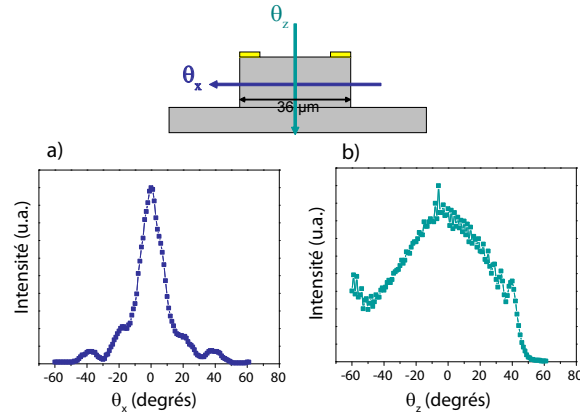 θz
θx
36 µm
a)
b)
Intensité (u.a.)
Intensité (u.a.)
-80 -60 -40 -20 0 20 40 60 80
-60 -40 -20 0 20 40 60 80
θx (degrés)
θz (degrés)